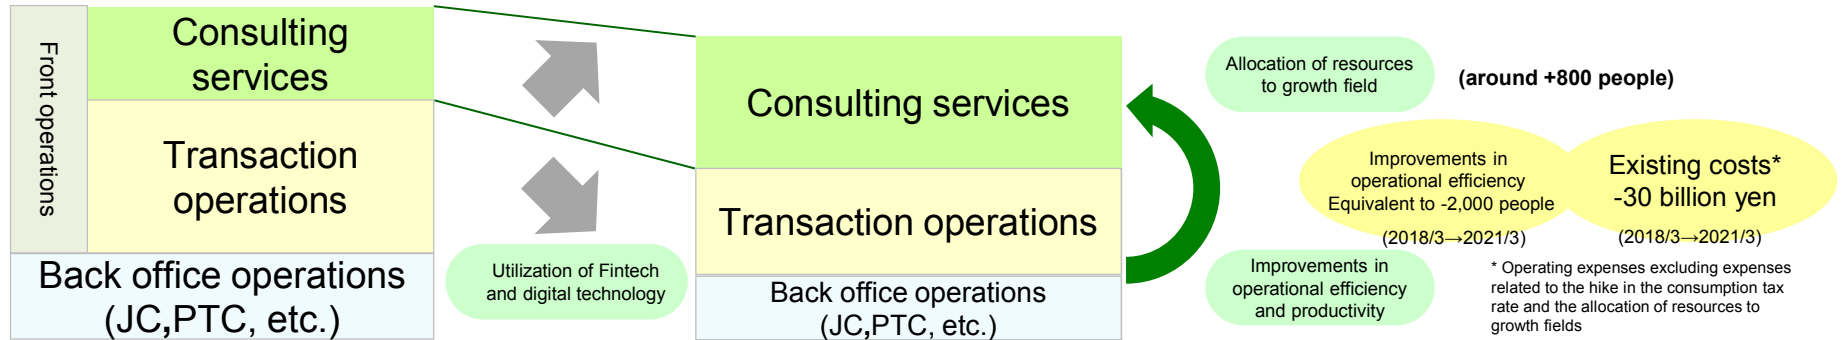 Front operations
Consulting
services
Transaction
operations
Back office operations
(JC,PTC, etc.)
Utilization of Fintech
and digital technology
Consulting services
Transaction operations
Back office operations
(JC,PTC, etc.)
Allocation of resources
to growth field
(around +800 people)
Improvements in
operational efficiency
Equivalent to -2,000 people
(2018/3→2021/3)
Existing costs*
-30 billion yen
(2018/3→2021/3)
Improvements in
operational efficiency
and productivity
* Operating expenses excluding expenses
related to the hike in the consumption tax
rate and the allocation of resources to
growth fields